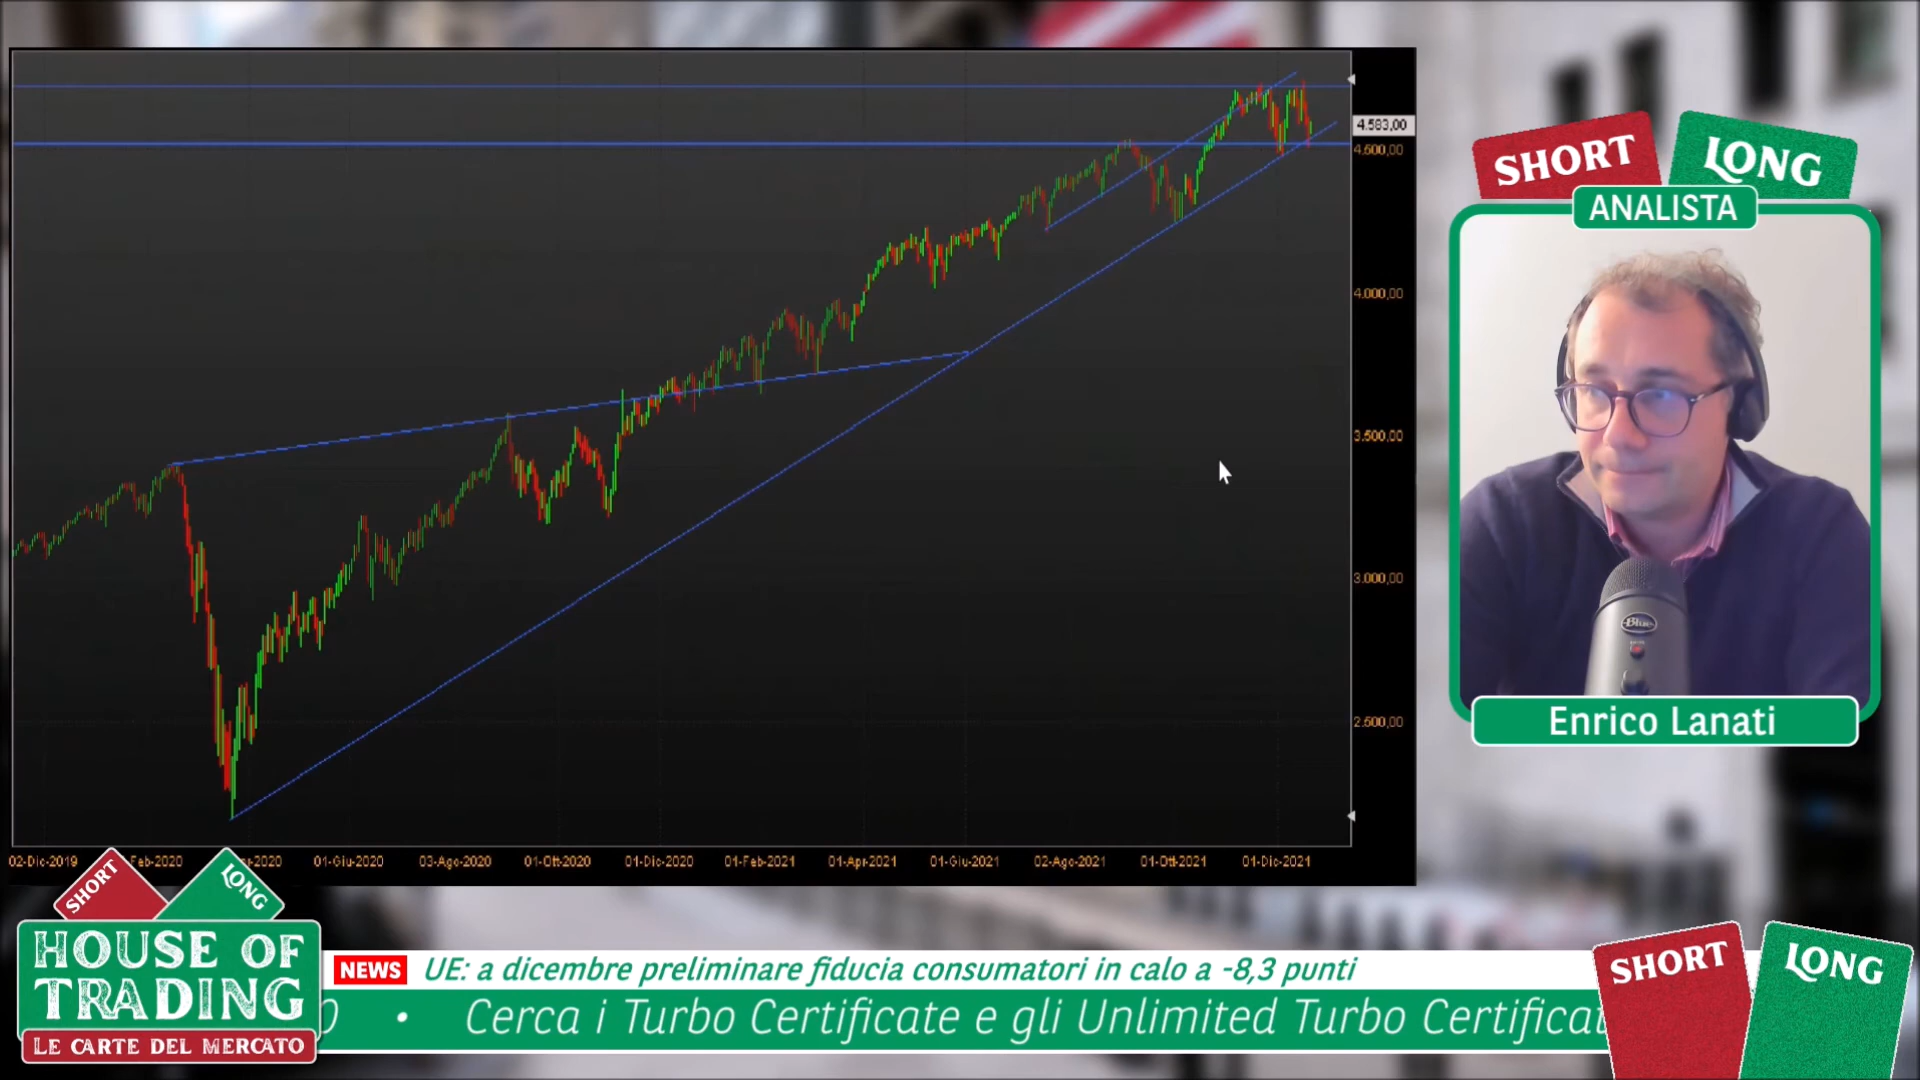 4.583,00
4.500,00
4.000,00
3.500,00
3.000,00
2.500,00
02-Dic-2019
Feb-2020
01-Giu-2020
03-Ago-2020
01-Ott-2020
01-Dic-2020
01-Feb-2021
01-Apr-2021
01-Giu-2021
02-Ago-2021
01-Ott-2021
01-Dic-2021
SHORT
LONG
ANALISTA
Blue
Enrico Lanati
SHORT
LONG
HOUSE OF
TRADING
LE CARTE DEL MERCATO
NEWS UE: a dicembre preliminare fiducia consumatori in calo a -8,3 punti
0 • Cerca i Turbo Certificate e gli Unlimited Turbo Certificat
SHORT
LONG